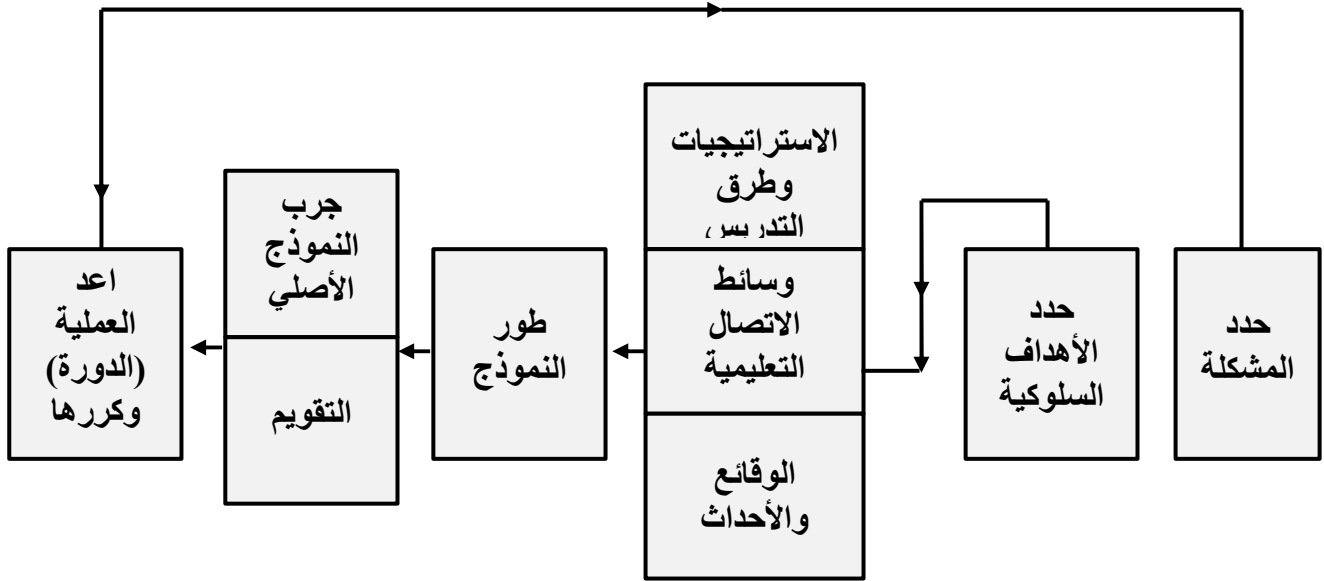 حدد
المشكلة
حدد
الأهداف
السلوكية
الاستراتيجيات
وطرق
التدريس
وسائط
الاتصال
التعليمية
الوقائع
والأحداث
طور
النموذج
جرب
النموذج
الأصلي
التقويم
اعد
العملية
(الدورة)
وكررها